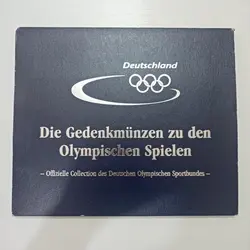 Deutschland
Die Gedenkmünzen zu den
Olympischen Spielen
– Offizielle Collection des Deutschen Olympischen Sportbundes –